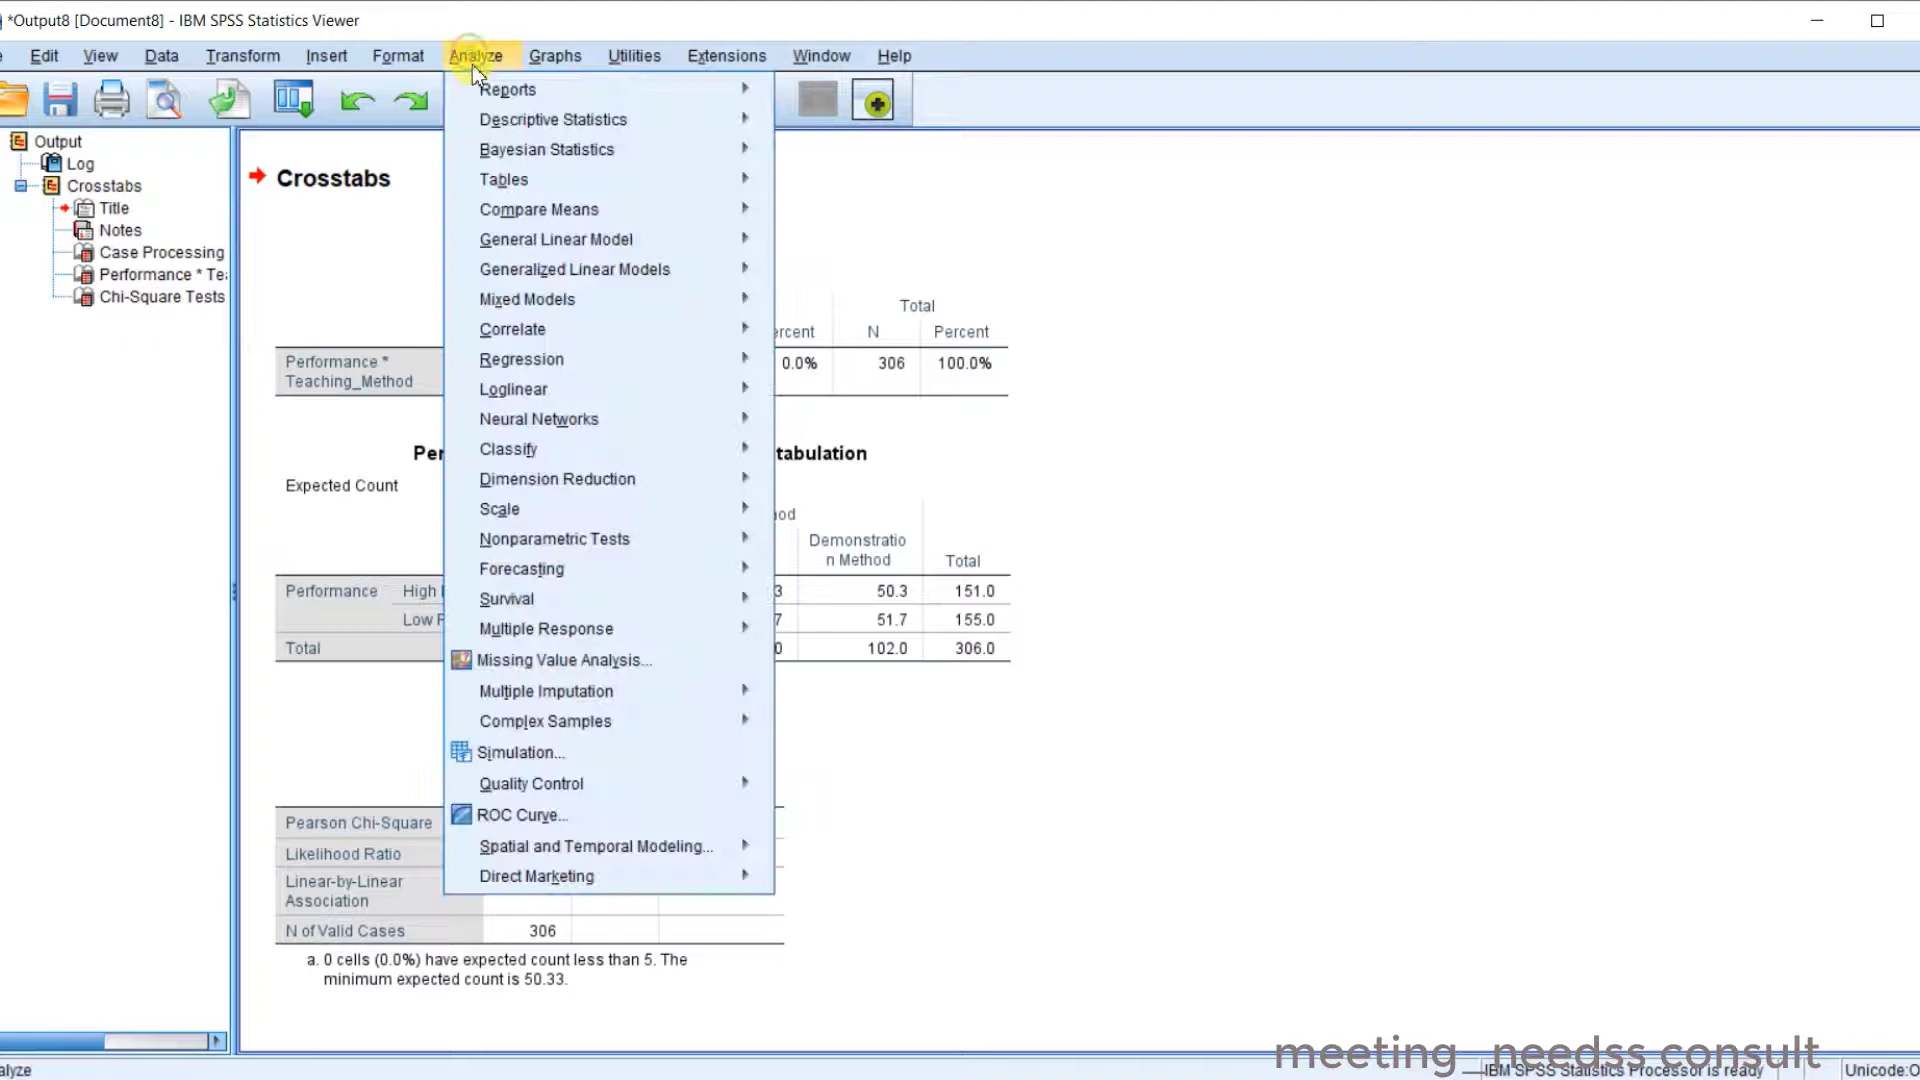 *Output8 [Document8] - IBM SPSS Statistics Viewer
Edit View Data Transform Insert Format Analyze Graphs Utilities Extensions Window Help
Output
Log
Crosstabs
Title
Notes
Case Processing
Performance * Te
Chi-Square Tests
Reports
Descriptive Statistics
Bayesian Statistics
Tables
Compare Means
General Linear Model
Generalized Linear Models
Mixed Models
Correlate
Regression
Loglinear
Neural Networks
Classify
Dimension Reduction
Scale
Nonparametric Tests
Forecasting
Survival
Multiple Response
Missing Value Analysis...
Multiple Imputation
Complex Samples
Simulation...
Quality Control
ROC Curve...
Spatial and Temporal Modeling...
Direct Marketing
Crosstabs
Total
ercent N Percent
Performance *
Teaching_Method
0.0% 306 100.0%
Per tabulation
Expected Count
od
Demonstratio
n Method
Total
Performance High 3 50.3 151.0
Low 7 51.7 155.0
Total 0 102.0 306.0
Pearson Chi-Square
Likelihood Ratio
Linear-by-Linear
Association
N of Valid Cases 306
a. 0 cells (0.0%) have expected count less than 5. The
minimum expected count is 50.33.
meeting_needss consult
alyze
IBM SPSS Statistics Processor is ready
Unicode:O